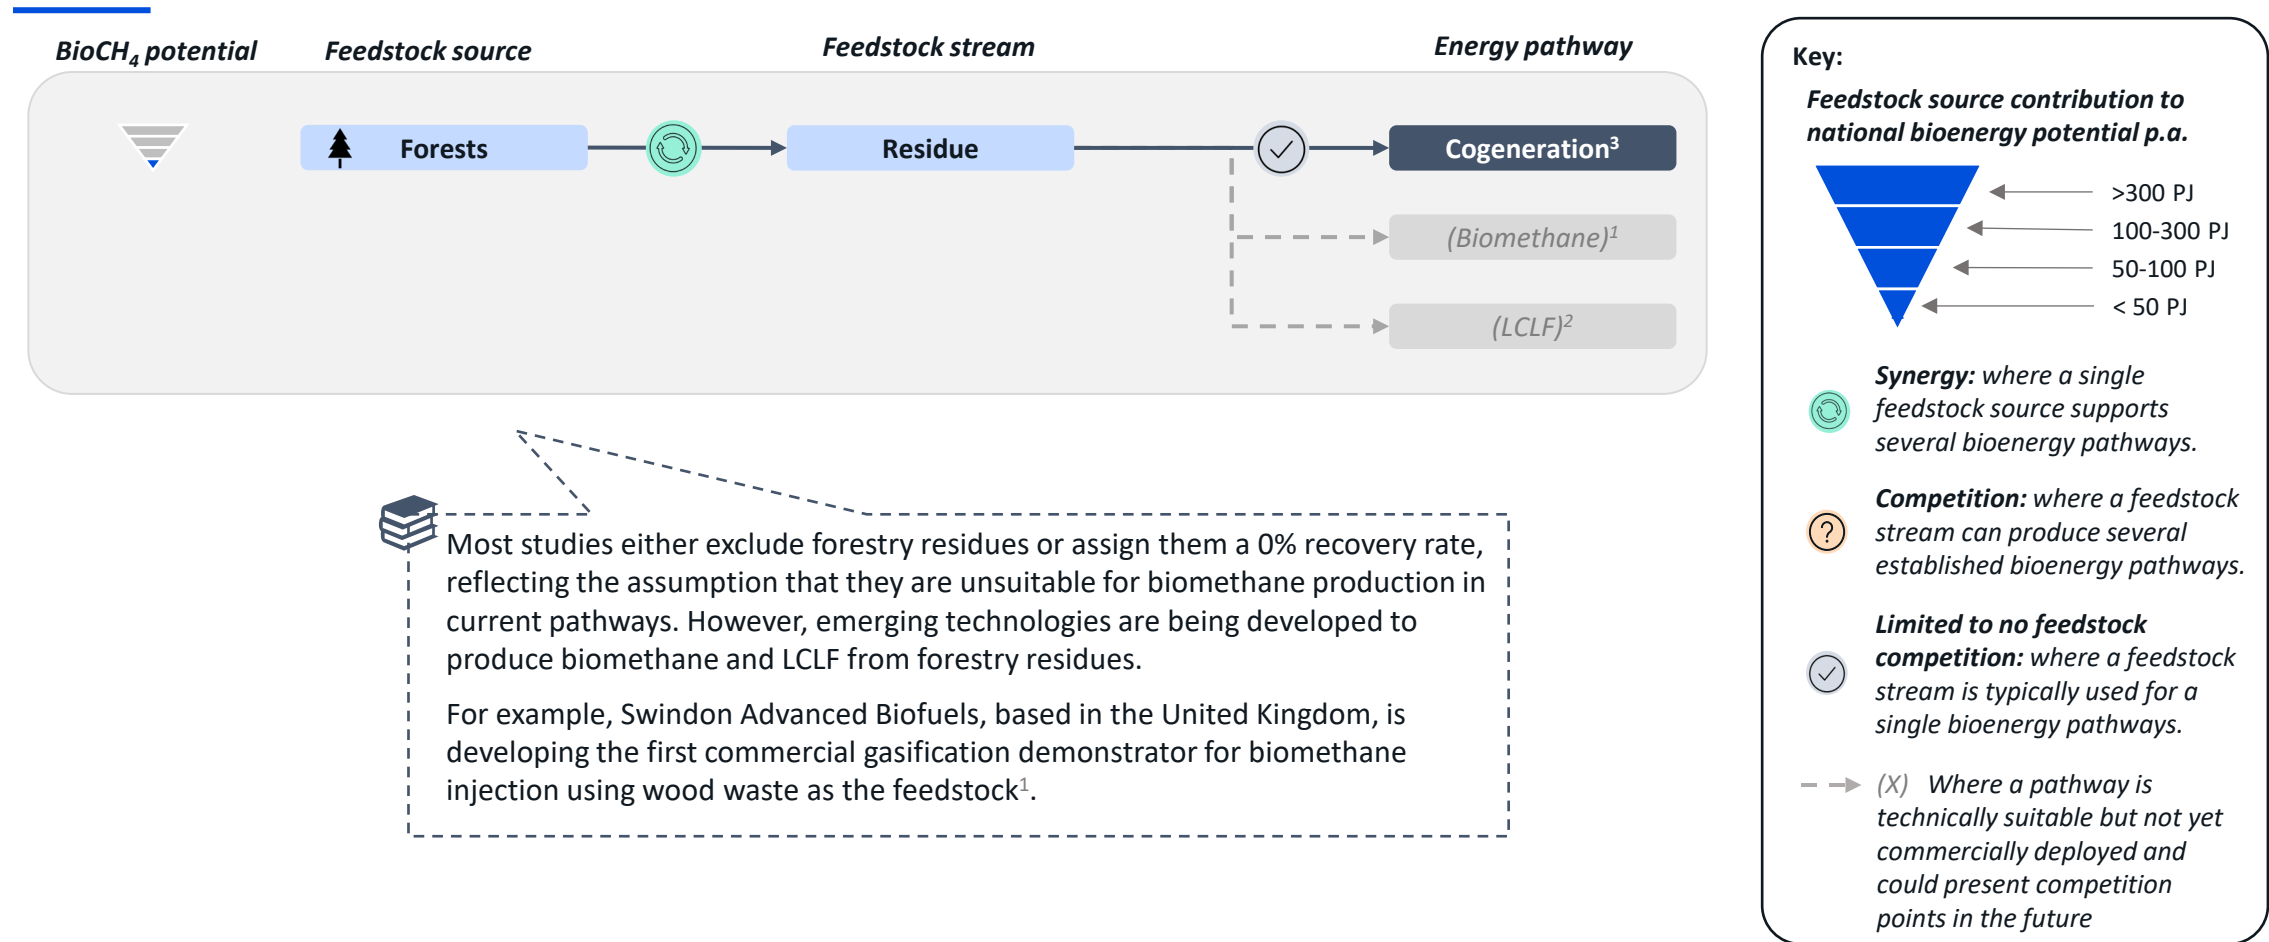 BioCH4 potential
Feedstock source
Feedstock stream
Energy pathway
Forests
Residue
Cogeneration3
(Biomethane)1
(LCLF)2
Most studies either exclude forestry residues or assign them a 0% recovery rate,
reflecting the assumption that they are unsuitable for biomethane production in
current pathways. However, emerging technologies are being developed to
produce biomethane and LCLF from forestry residues.
For example, Swindon Advanced Biofuels, based in the United Kingdom, is
developing the first commercial gasification demonstrator for biomethane
injection using wood waste as the feedstock1.
Key:
Feedstock source contribution to
national bioenergy potential p.a.
>300 PJ
100-300 PJ
50-100 PJ
< 50 PJ
Synergy: where a single
feedstock source supports
several bioenergy pathways.
?
Competition: where a feedstock
stream can produce several
established bioenergy pathways.
Limited to no feedstock
competition: where a feedstock
stream is typically used for a
single bioenergy pathways.
(X) Where a pathway is
technically suitable but not yet
commercially deployed and
could present competition
points in the future